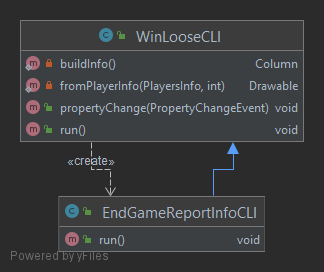 WinLooseCLI
buildInfo() Column
fromPlayerInfo(PlayersInfo, int) Drawable
propertyChange(PropertyChangeEvent) void
run() void
«create»
EndGameReportInfoCLI
run() void
Powered by yFiles